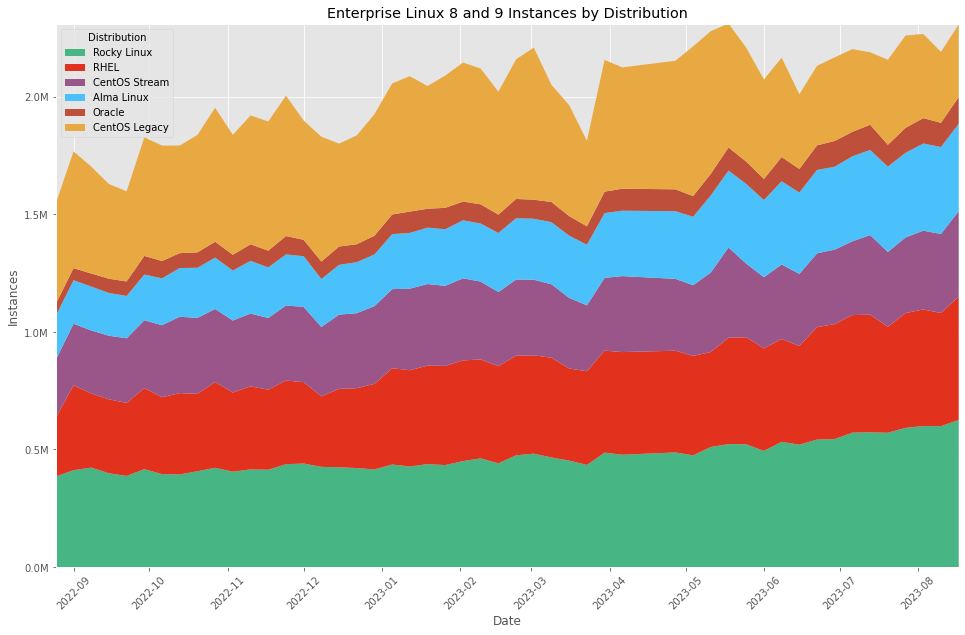 Enterprise Linux 8 and 9 Instances by Distribution
Distribution
Rocky Linux
RHEL
CentOS Stream
Alma Linux
Oracle
CentOS Legacy
2.0M
1.5M
1.0M
0.5M
0.0M
Instances
2022-09
2022-10
2022-11
2022-12
2023-01
2023-02
2023-03
2023-04
2023-05
2023-06
2023-07
2023-08
Date